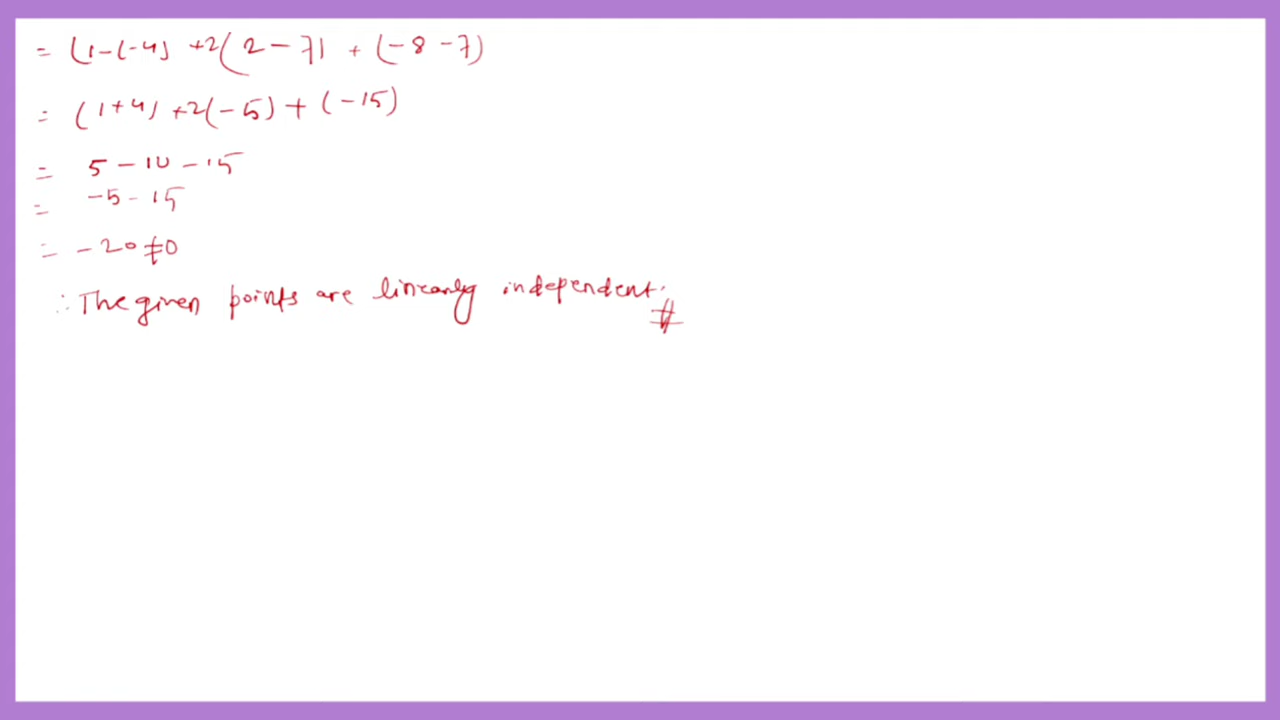 = (1-(-4) +2(2-7) + (-8-7)
= (1+4) +2(-5) + (-15)
= 5-10-15
= -5-15
= -20≠0
∴ The given points are linearly independent.
#